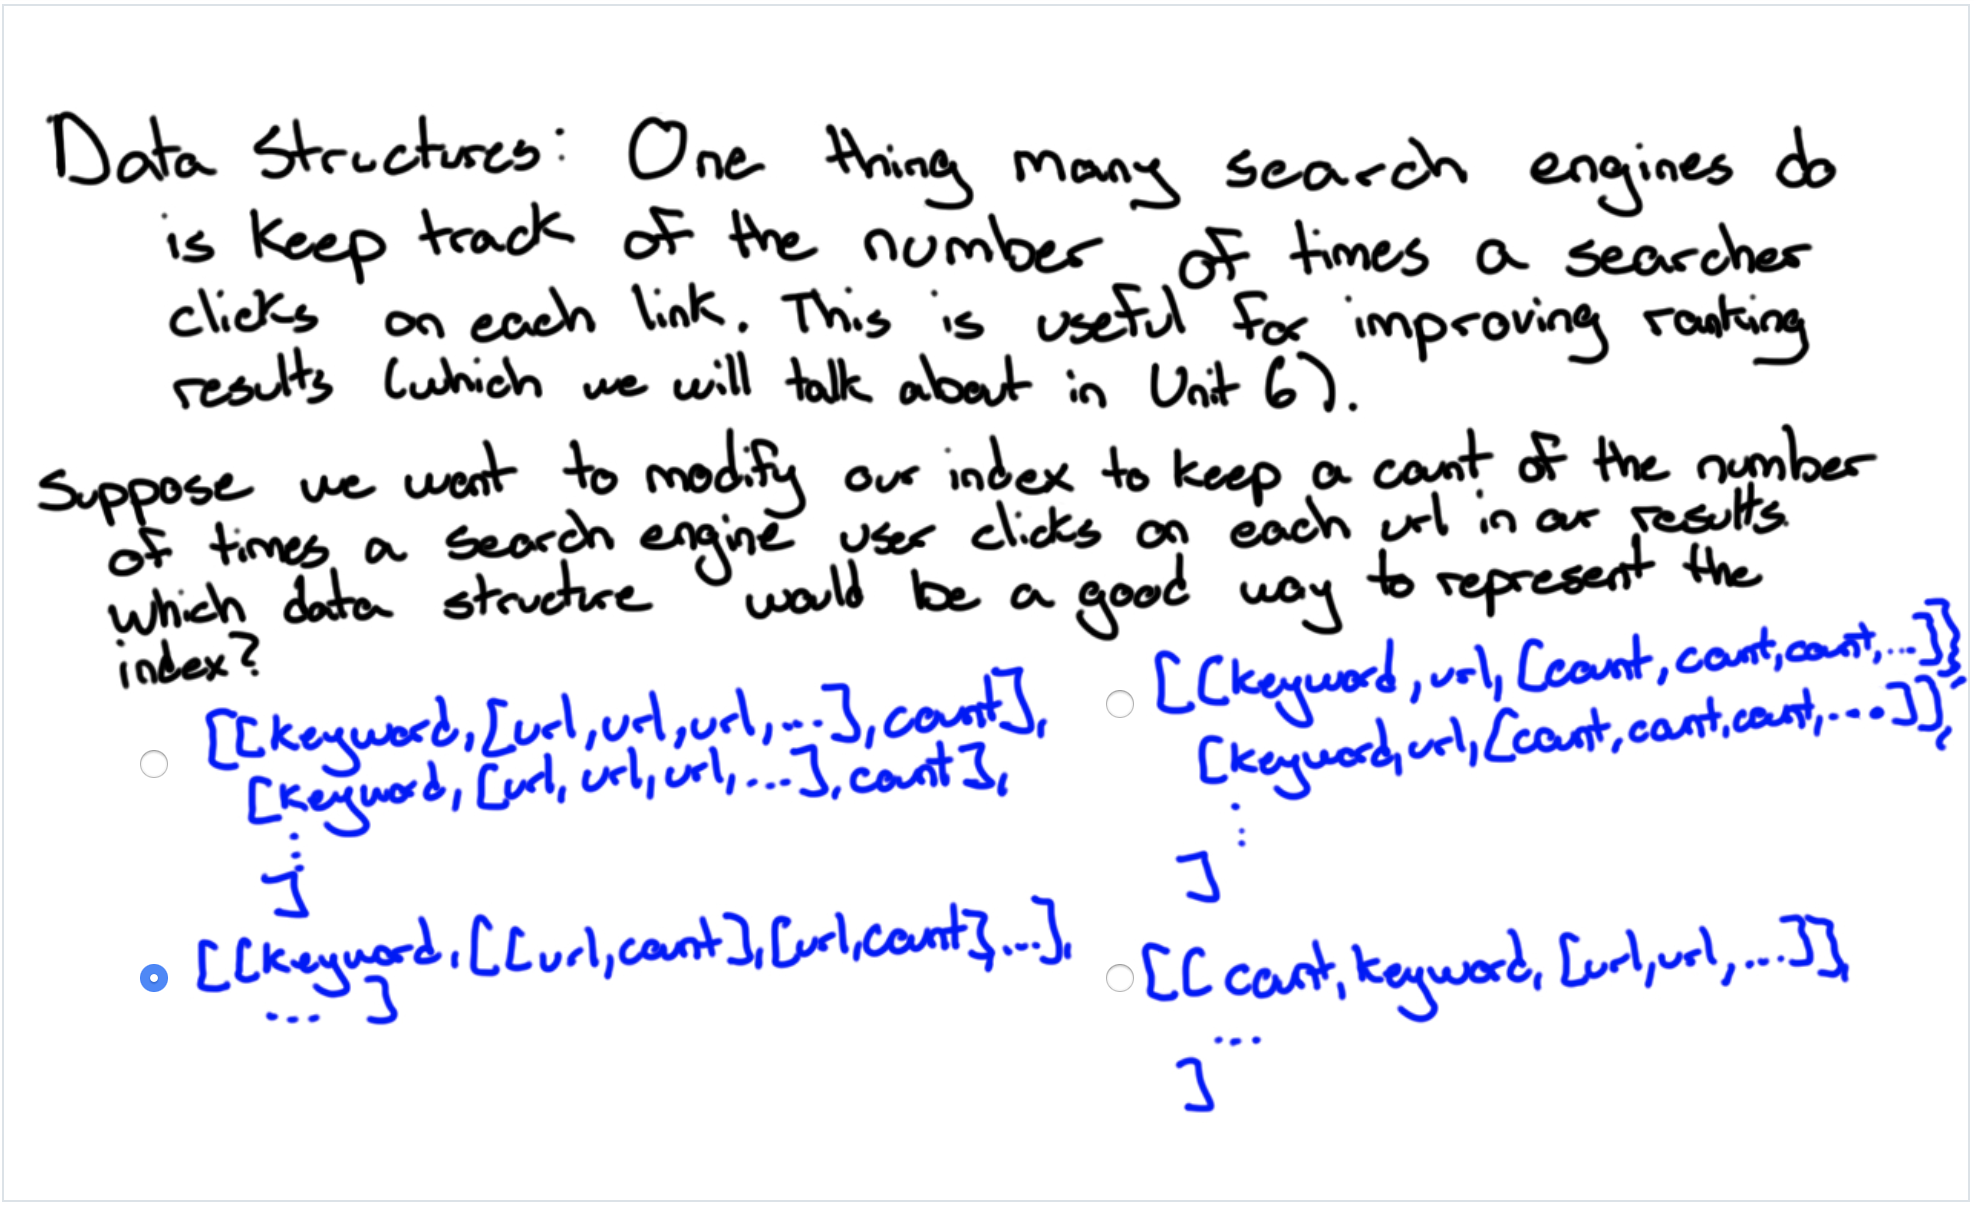 Data Structures: One thing many search engines do
is keep track of the number of times a searcher
clicks on each link. This is useful for improving ranking
results (which we will talk about in Unit 6).
Suppose we want to modify our index to keep a count of the number
of times a search engine user clicks on each url in our results.
Which data structure would be a good way to represent the
index?
[[keyword, [url, url, url, ...], count],
[keyword, [url, url, url, ...], count],
⋮
]
[[keyword, url, [count, count, count, ...]],
[keyword, url, [count, count, count, ...]],
⋮
]
[[keyword, [[url, count], [url, count], ...],
... ]
[[count, keyword, [url, url, ...]],
...
]